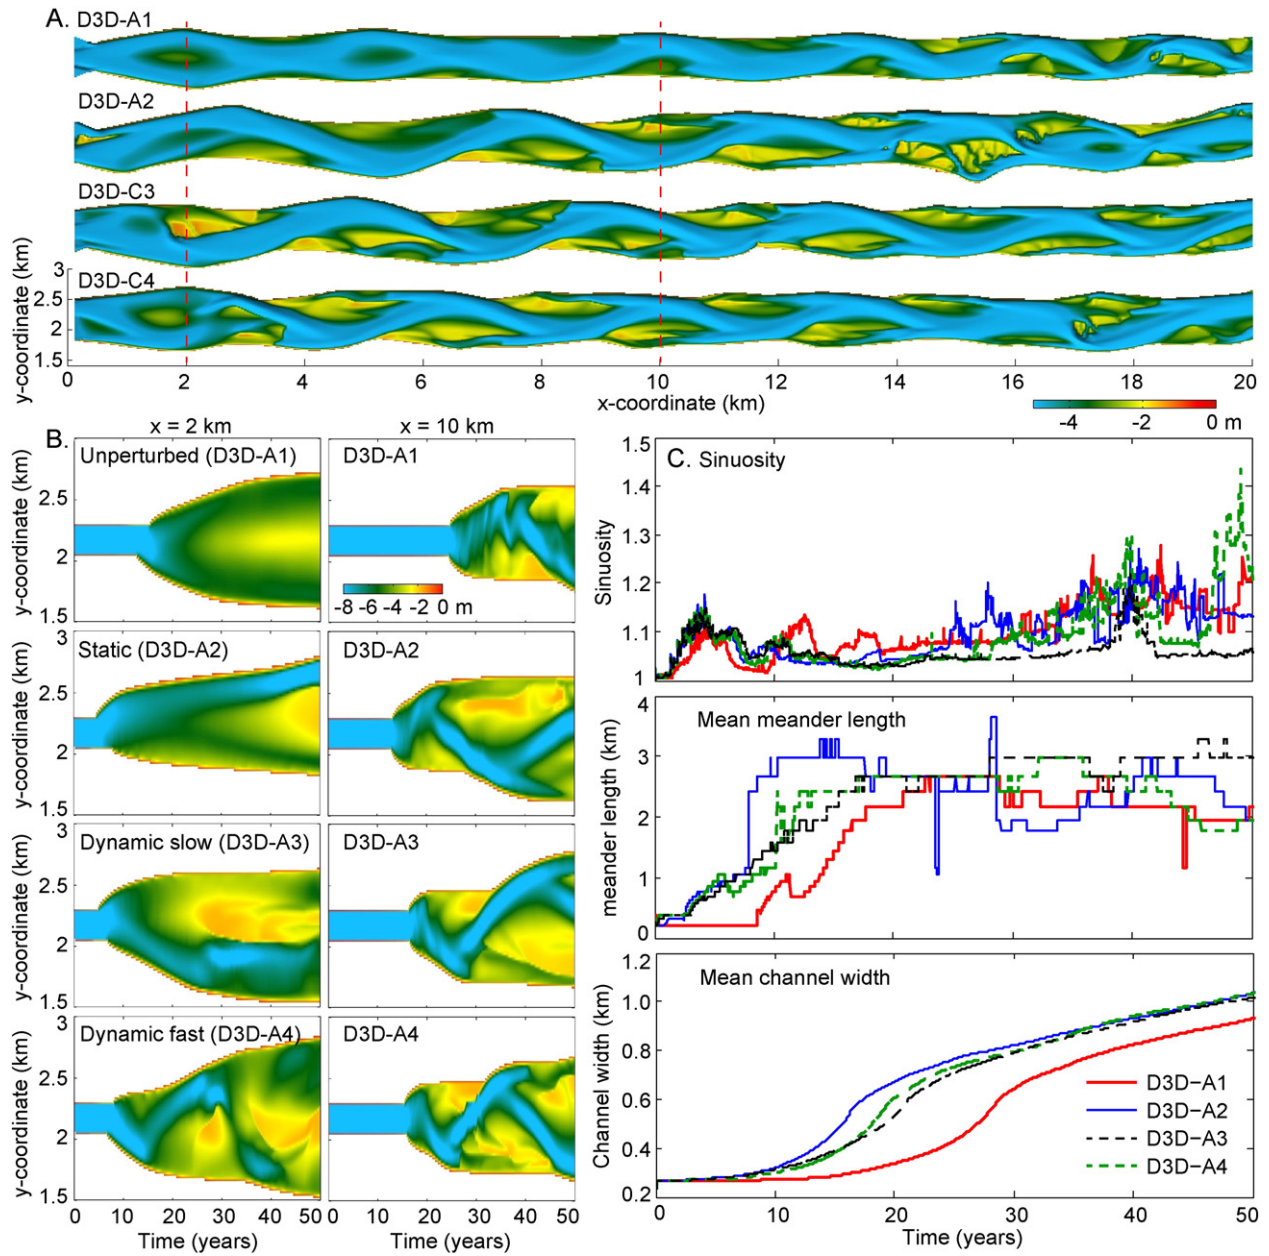 A. D3D-A1
D3D-A2
D3D-C3
D3D-C4
y-coordinate (km)
3
2.5
2
1.5
0 2 4 6 8 10 12 14 16 18 20
x-coordinate (km)
-4 -2 0 m
B. x = 2 km x = 10 km
Unperturbed (D3D-A1) D3D-A1
y-coordinate (km)
3
2.5
2
1.5
-8 -6 -4 -2 0 m
Static (D3D-A2) D3D-A2
y-coordinate (km)
3
2.5
2
1.5
Dynamic slow (D3D-A3) D3D-A3
y-coordinate (km)
3
2.5
2
1.5
Dynamic fast (D3D-A4) D3D-A4
y-coordinate (km)
3
2.5
2
1.5
0 10 20 30 40 50 0 10 20 30 40 50
Time (years) Time (years)
C. Sinuosity
Sinuosity
1.5
1.4
1.3
1.2
1.1
1
Mean meander length
meander length (km)
4
3
2
1
0
Mean channel width
Channel width (km)
1.2
1.0
0.8
0.6
0.4
0.2
D3D–A1
D3D–A2
D3D–A3
D3D–A4
0 10 20 30 40 50
Time (years)